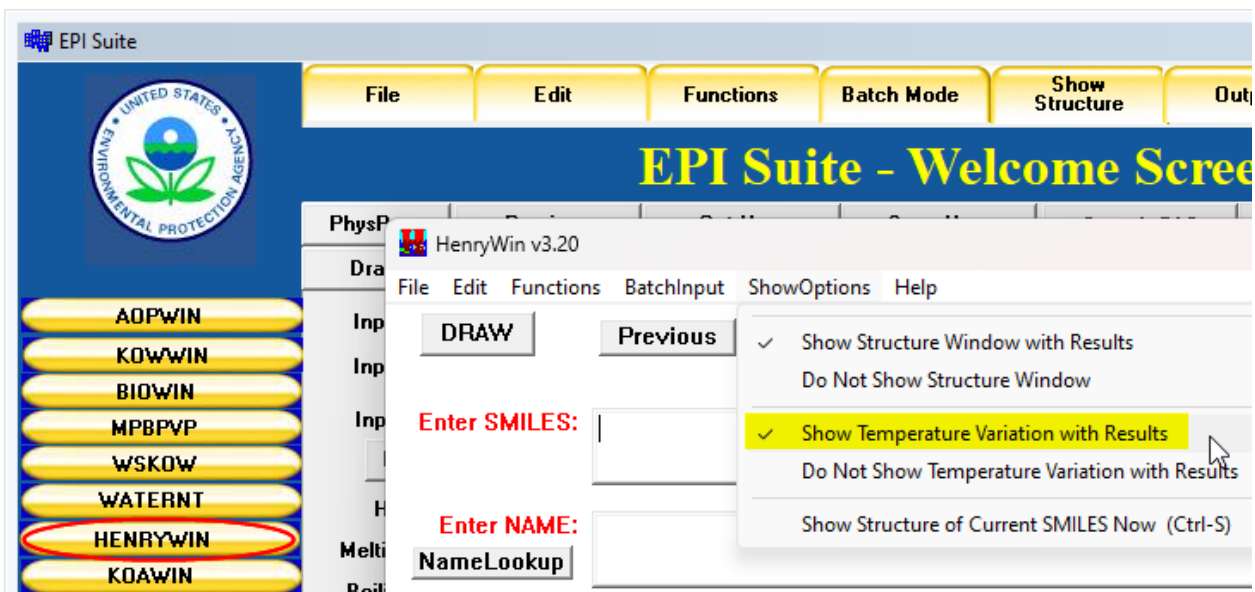 EPI Suite
UNITED STATES
ENVIRONMENTAL PROTECTION AGENCY
File Edit Functions Batch Mode Show Structure
EPI Suite - Welcome
HenryWin v3.20
File Edit Functions BatchInput ShowOptions Help
DRAW Previous
Show Structure Window with Results
Do Not Show Structure Window
Enter SMILES:
Show Temperature Variation with Results
Do Not Show Temperature Variation with Results
Show Structure of Current SMILES Now (Ctrl-S)
Enter NAME:
NameLookup
AOPWIN
KOWWIN
BIOWIN
MPBPVP
WSKOW
WATERNT
HENRYWIN
KOAWIN